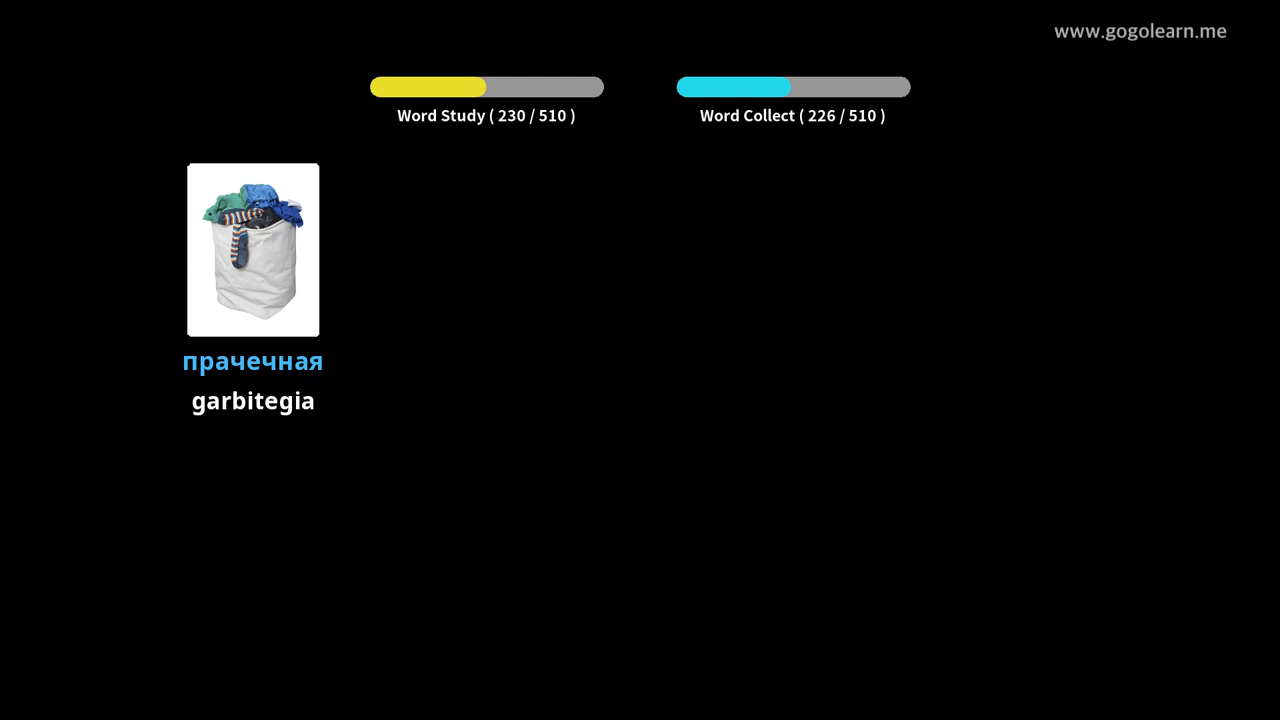 www.gogolearn.me
Word Study ( 230 / 510 )
Word Collect ( 226 / 510 )
прачечная
garbitegia